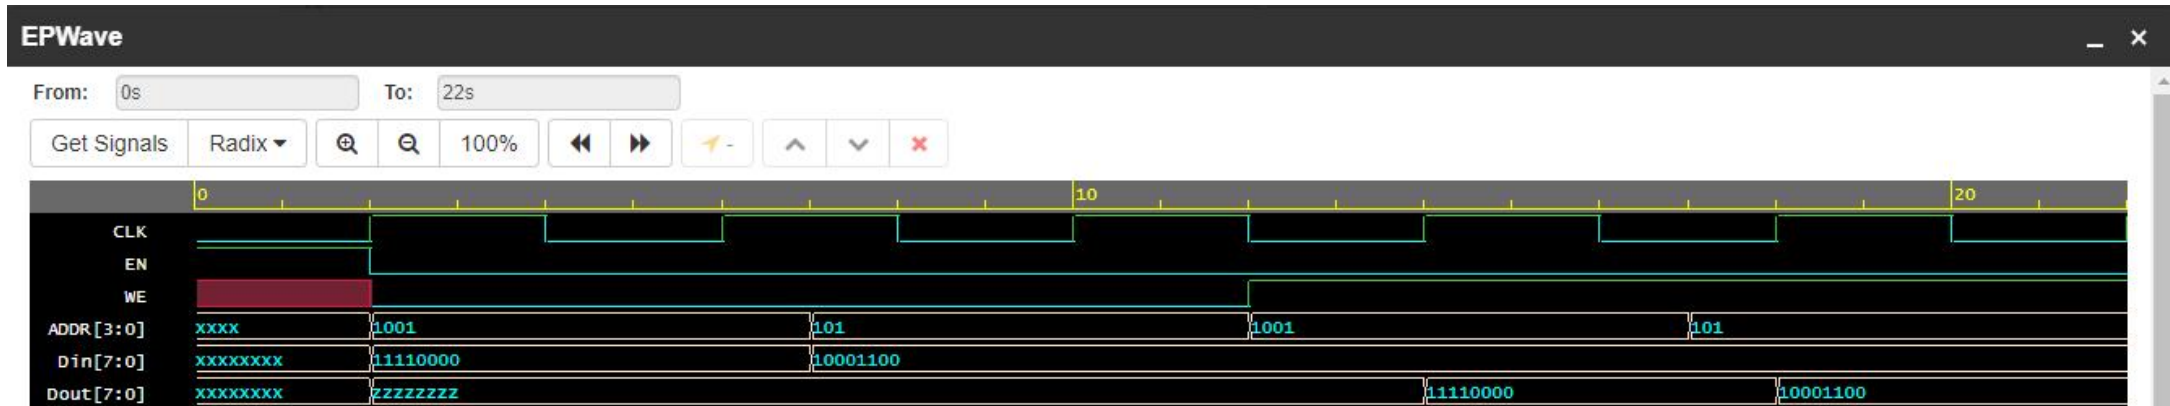 EPWave
From: 0s To: 22s
Get Signals Radix 100% -
0 10 20
CLK
EN
WE
ADDR[3:0] xxxx 1001 101 1001 101
Din[7:0] xxxxxxxx 11110000 10001100
Dout[7:0] xxxxxxxx zzzzzzzz 11110000 10001100